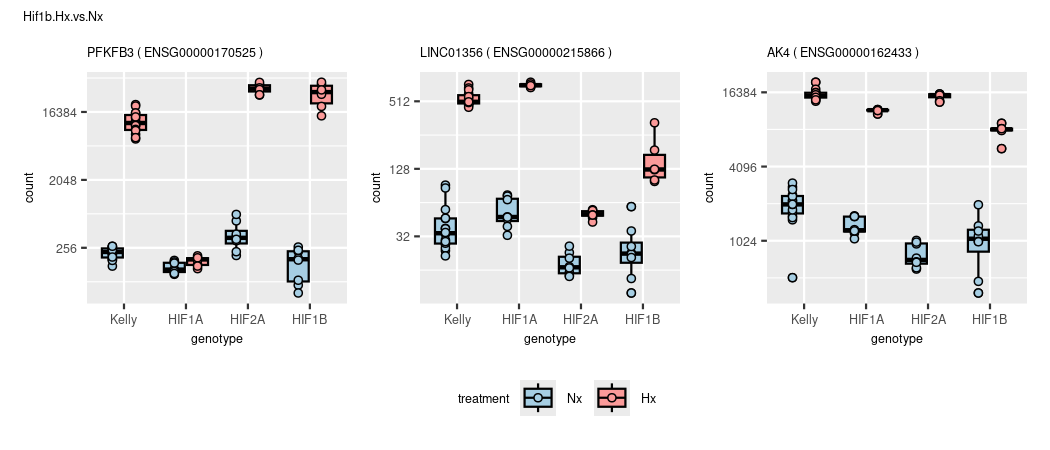 Hif1b.Hx.vs.Nx
PFKFB3 ( ENSG00000170525 )
count
16384
2048
256
Kelly HIF1A HIF2A HIF1B
genotype
LINC01356 ( ENSG00000215866 )
count
512
128
32
Kelly HIF1A HIF2A HIF1B
genotype
AK4 ( ENSG00000162433 )
count
16384
4096
1024
Kelly HIF1A HIF2A HIF1B
genotype
treatment Nx Hx